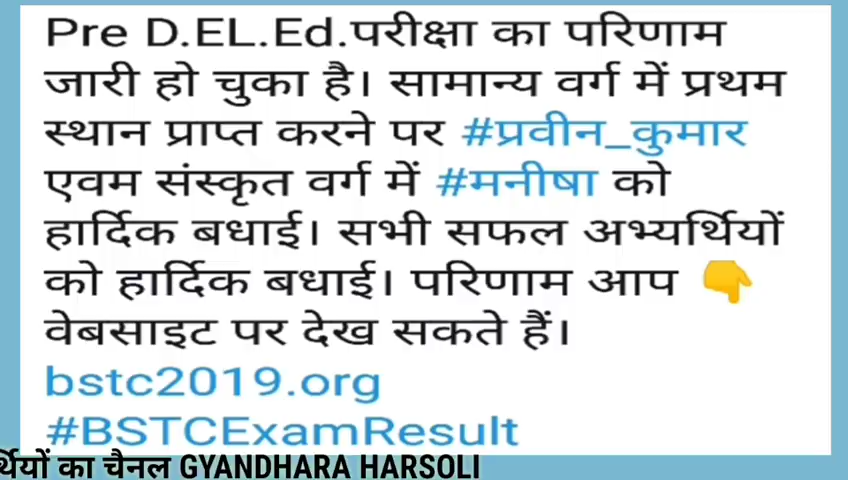 Pre D.EL.Ed.परीक्षा का परिणाम
जारी हो चुका है। सामान्य वर्ग में प्रथम
स्थान प्राप्त करने पर #प्रवीन_कुमार
एवम संस्कृत वर्ग में #मनीषा को
हार्दिक बधाई। सभी सफल अभ्यर्थियों
को हार्दिक बधाई। परिणाम आप 👇
वेबसाइट पर देख सकते हैं।
bstc2019.org
#BSTCExamResult
का चैनल GYANDHARA HARSOLI